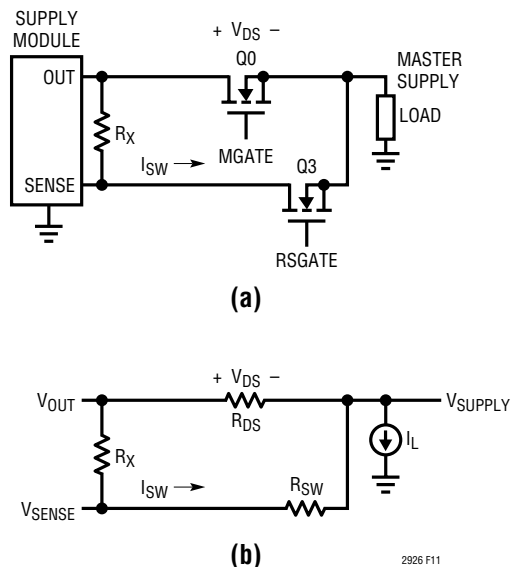 SUPPLY
MODULE
+ VDS –
Q0
OUT
MASTER
SUPPLY
LOAD
RX
ISW
MGATE
Q3
SENSE
RSGATE
(a)
+ VDS –
VOUT
RDS
VSUPPLY
RX
IL
ISW
RSW
VSENSE
(b)
2926 F11